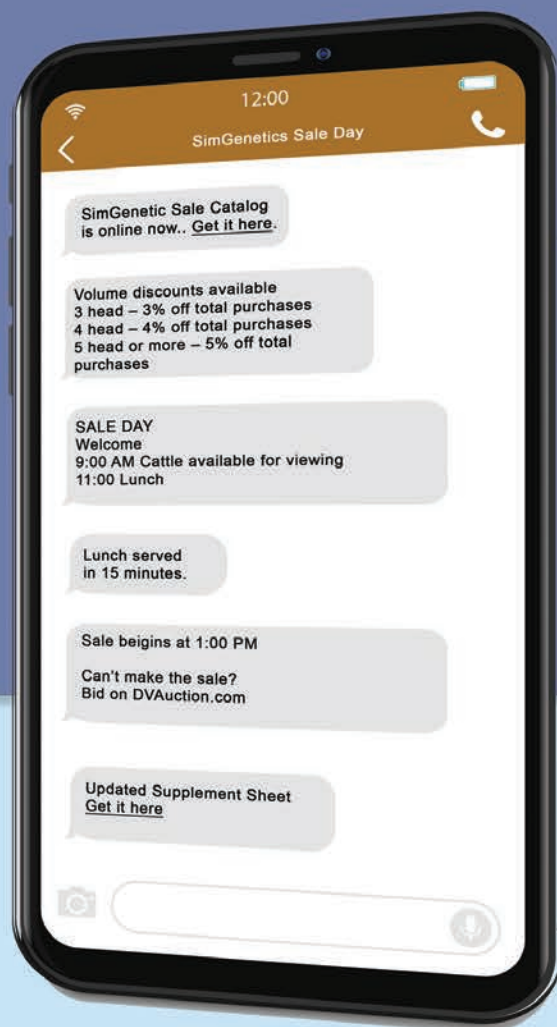 12:00
SimGenetics Sale Day
SimGenetic Sale Catalog
is online now.. Get it here.
Volume discounts available
3 head – 3% off total purchases
4 head – 4% off total purchases
5 head or more – 5% off total
purchases
SALE DAY
Welcome
9:00 AM Cattle available for viewing
11:00 Lunch
Lunch served
in 15 minutes.
Sale beigins at 1:00 PM
Can't make the sale?
Bid on DVAuction.com
Updated Supplement Sheet
Get it here